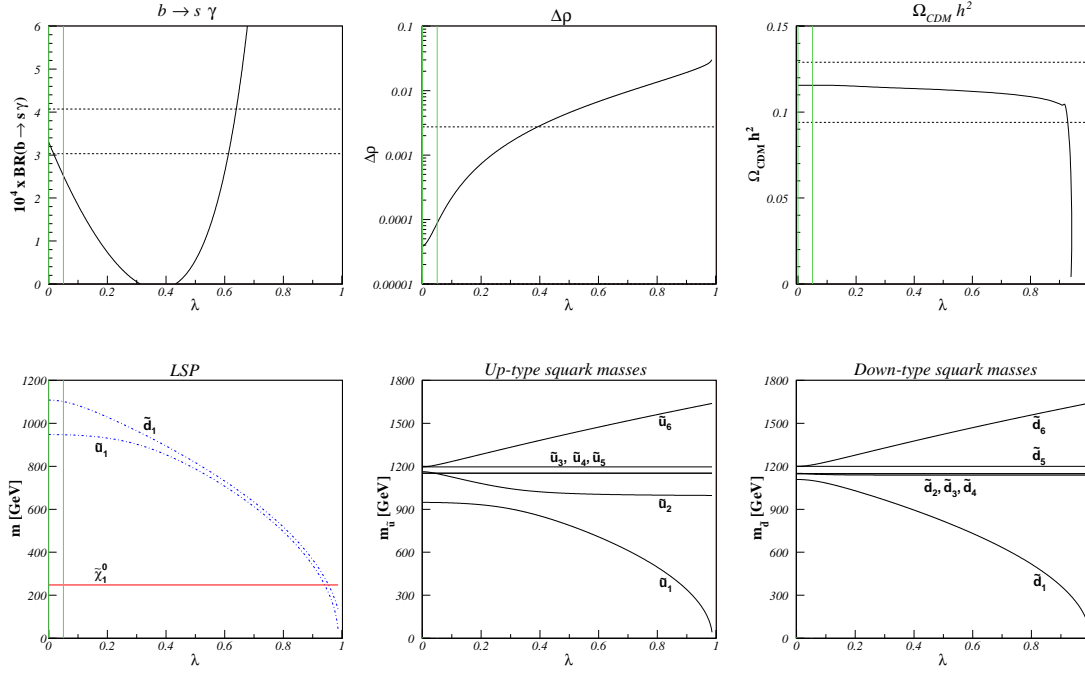 b → s γ
10⁴ x BR(b → s γ)
6
5
4
3
2
1
0
0 0.2 0.4 0.6 0.8 1
λ
Δρ
Δρ
0.1
0.01
0.001
0.0001
0.00001
0 0.2 0.4 0.6 0.8 1
λ
Ω_CDM h²
Ω_CDM h²
0.15
0.1
0.05
0
0 0.2 0.4 0.6 0.8
λ
LSP
m [GeV]
1200
1000
800
600
400
200
0
d̃₁
ũ₁
χ̃₁⁰
0 0.2 0.4 0.6 0.8 1
λ
Up-type squark masses
m_ũ [GeV]
1800
1500
1200
900
600
300
0
ũ₆
ũ₃, ũ₄, ũ₅
ũ₂
ũ₁
0 0.2 0.4 0.6 0.8 1
λ
Down-type squark masses
m_d̃ [GeV]
1800
1500
1200
900
600
300
0
d̃₆
d̃₅
d̃₂, d̃₃, d̃₄
d̃₁
0 0.2 0.4 0.6 0.8
λ